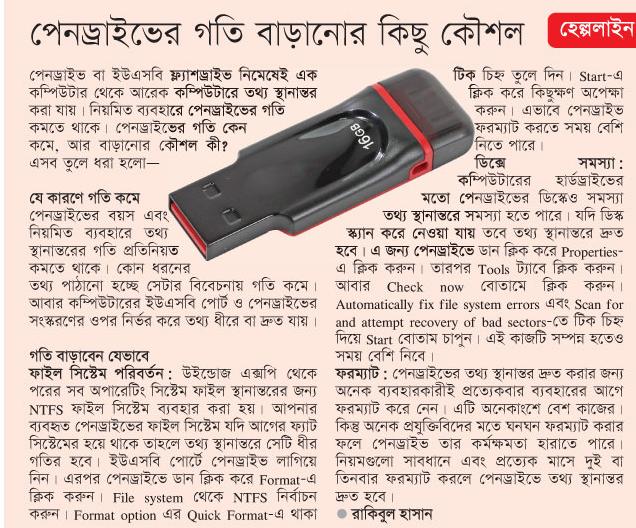 পেনড্রাইভের গতি বাড়ানোর কিছু কৌশল
হেল্পলাইন
পেনড্রাইভ বা ইউএসবি ফ্ল্যাশড্রাইভ নিমেষেই এক
কম্পিউটার থেকে আরেক কম্পিউটারে তথ্য স্থানান্তর
করা যায়। নিয়মিত ব্যবহারে পেনড্রাইভের গতি
কমতে থাকে। পেনড্রাইভের গতি কেন
কমে, আর বাড়ানোর কৌশল কী?
এসব তুলে ধরা হলো—
যে কারণে গতি কমে
পেনড্রাইভের বয়স এবং
নিয়মিত ব্যবহারে তথ্য
স্থানান্তরের গতি প্রতিনিয়ত
কমতে থাকে। কোন ধরনের
তথ্য পাঠানো হচ্ছে সেটার বিবেচনায় গতি কমে।
আবার কম্পিউটারের ইউএসবি পোর্ট ও পেনড্রাইভের
সংস্করণের ওপর নির্ভর করে তথ্য ধীরে বা দ্রুত যায়।
গতি বাড়াবেন যেভাবে
ফাইল সিস্টেম পরিবর্তন : উইন্ডোজ এক্সপি থেকে
পরের সব অপারেটিং সিস্টেম ফাইল স্থানান্তরের জন্য
NTFS ফাইল সিস্টেম ব্যবহার করা হয়। আপনার
ব্যবহৃত পেনড্রাইভের ফাইল সিস্টেম যদি আগের ফ্যাট
সিস্টেমের হয়ে থাকে তাহলে তথ্য স্থানান্তরে সেটি ধীর
গতির হবে। ইউএসবি পোর্টে পেনড্রাইভ লাগিয়ে
নিন। এরপর পেনড্রাইভে ডান ক্লিক করে Format-এ
ক্লিক করুন। File system থেকে NTFS নির্বাচন
করুন। Format option এর Quick Format-এ থাকা
16GB
টিক চিহ্ন তুলে দিন। Start-এ
ক্লিক করে কিছুক্ষণ অপেক্ষা
করুন। এভাবে পেনড্রাইভ
ফরম্যাট করতে সময় বেশি
নিতে পারে।
ডিস্কে সমস্যা :
কম্পিউটারের হার্ডড্রাইভের
মতো পেনড্রাইভের ডিস্কেও সমস্যা
তথ্য স্থানান্তরে সমস্যা হতে পারে। যদি ডিস্ক
স্ক্যান করে নেওয়া যায় তবে তথ্য স্থানান্তরে দ্রুত
হবে। এ জন্য পেনড্রাইভে ডান ক্লিক করে Properties-
এ ক্লিক করুন। তারপর Tools ট্যাবে ক্লিক করুন।
আবার Check now বোতামে ক্লিক করুন।
Automatically fix file system errors এবং Scan for
and attempt recovery of bad sectors-তে টিক চিহ্ন
দিয়ে Start বোতাম চাপুন। এই কাজটি সম্পন্ন হতেও
সময় বেশি নিবে।
ফরম্যাট : পেনড্রাইভের তথ্য স্থানান্তর দ্রুত করার জন্য
অনেক ব্যবহারকারীই প্রত্যেকবার ব্যবহারের আগে
ফরম্যাট করে নেন। এটি অনেকাংশে বেশ কাজের।
কিন্তু অনেক প্রযুক্তিবিদের মতে ঘনঘন ফরম্যাট করার
ফলে পেনড্রাইভ তার কর্মক্ষমতা হারাতে পারে।
নিয়মগুলো সাবধানে এবং প্রত্যেক মাসে দুই বা
তিনবার ফরম্যাট করলে পেনড্রাইভে তথ্য স্থানান্তর
দ্রুত হবে।
রাকিবুল হাসান